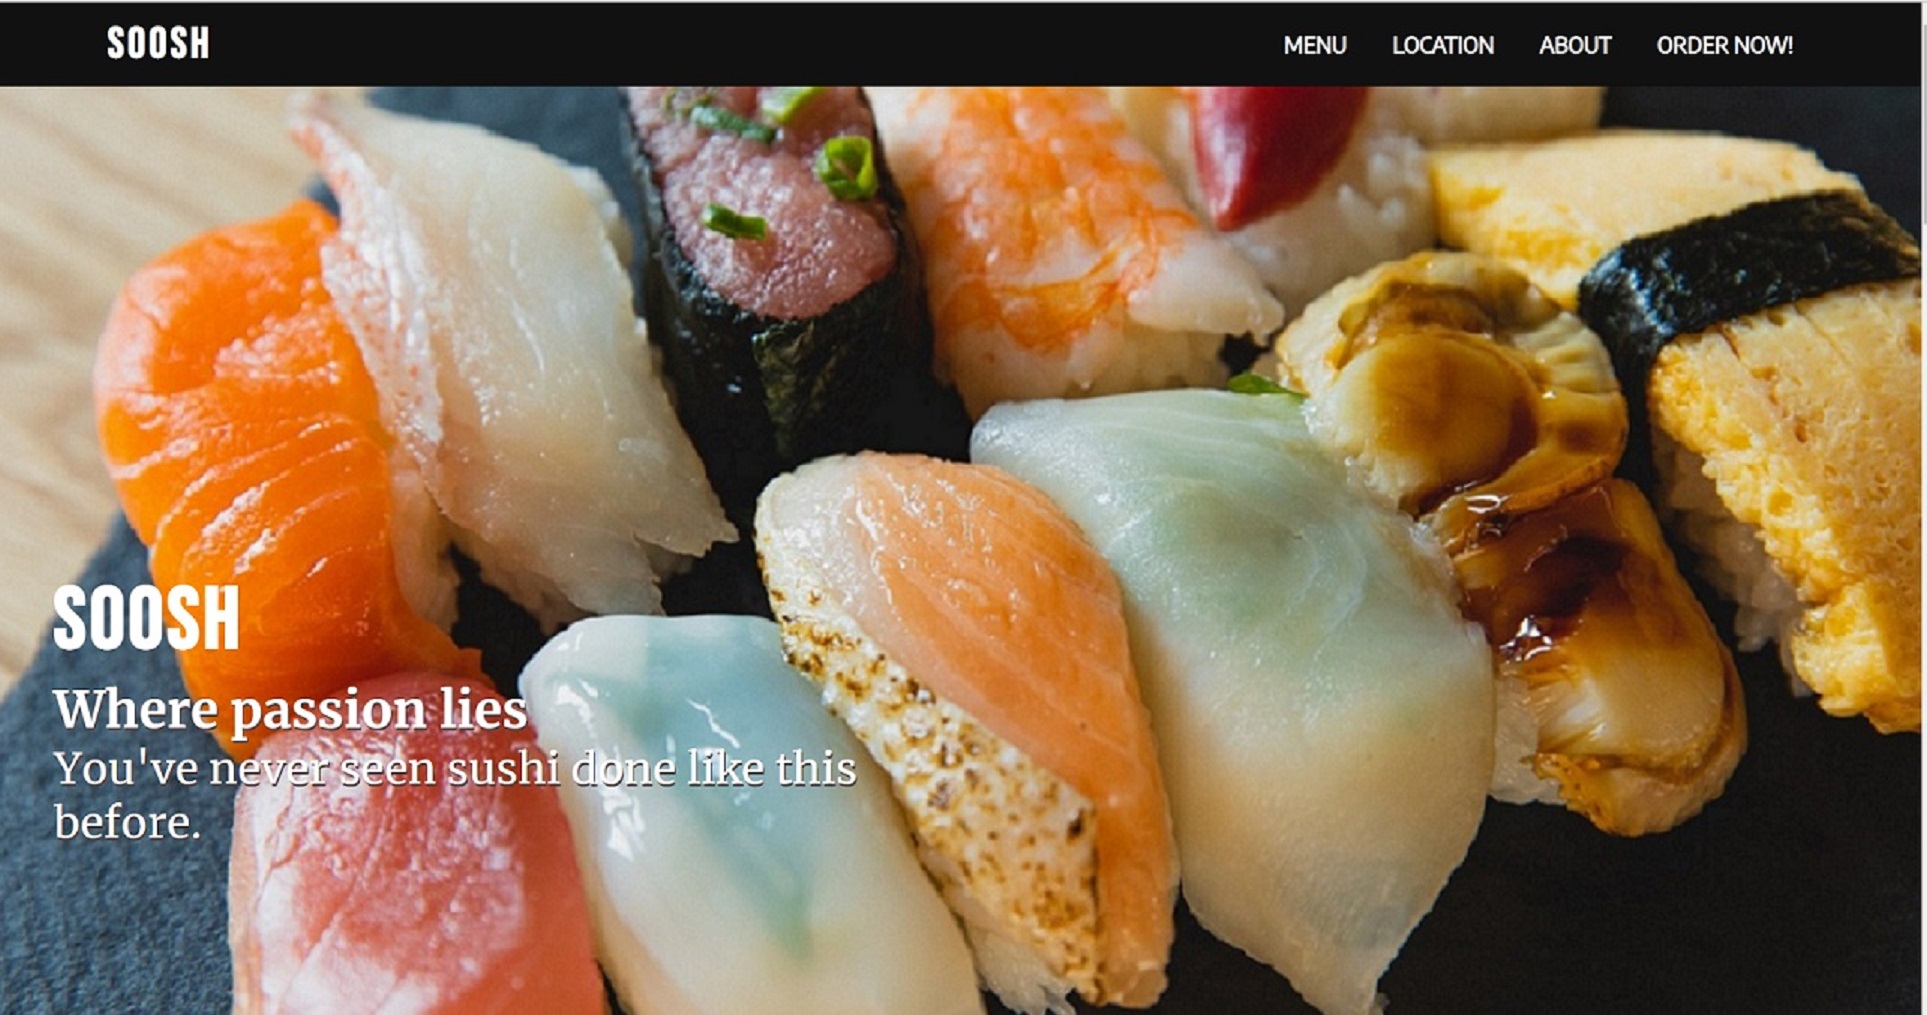 SOOSH
MENU LOCATION ABOUT ORDER NOW!
SOOSH
Where passion lies
You've never seen sushi done like this
before.